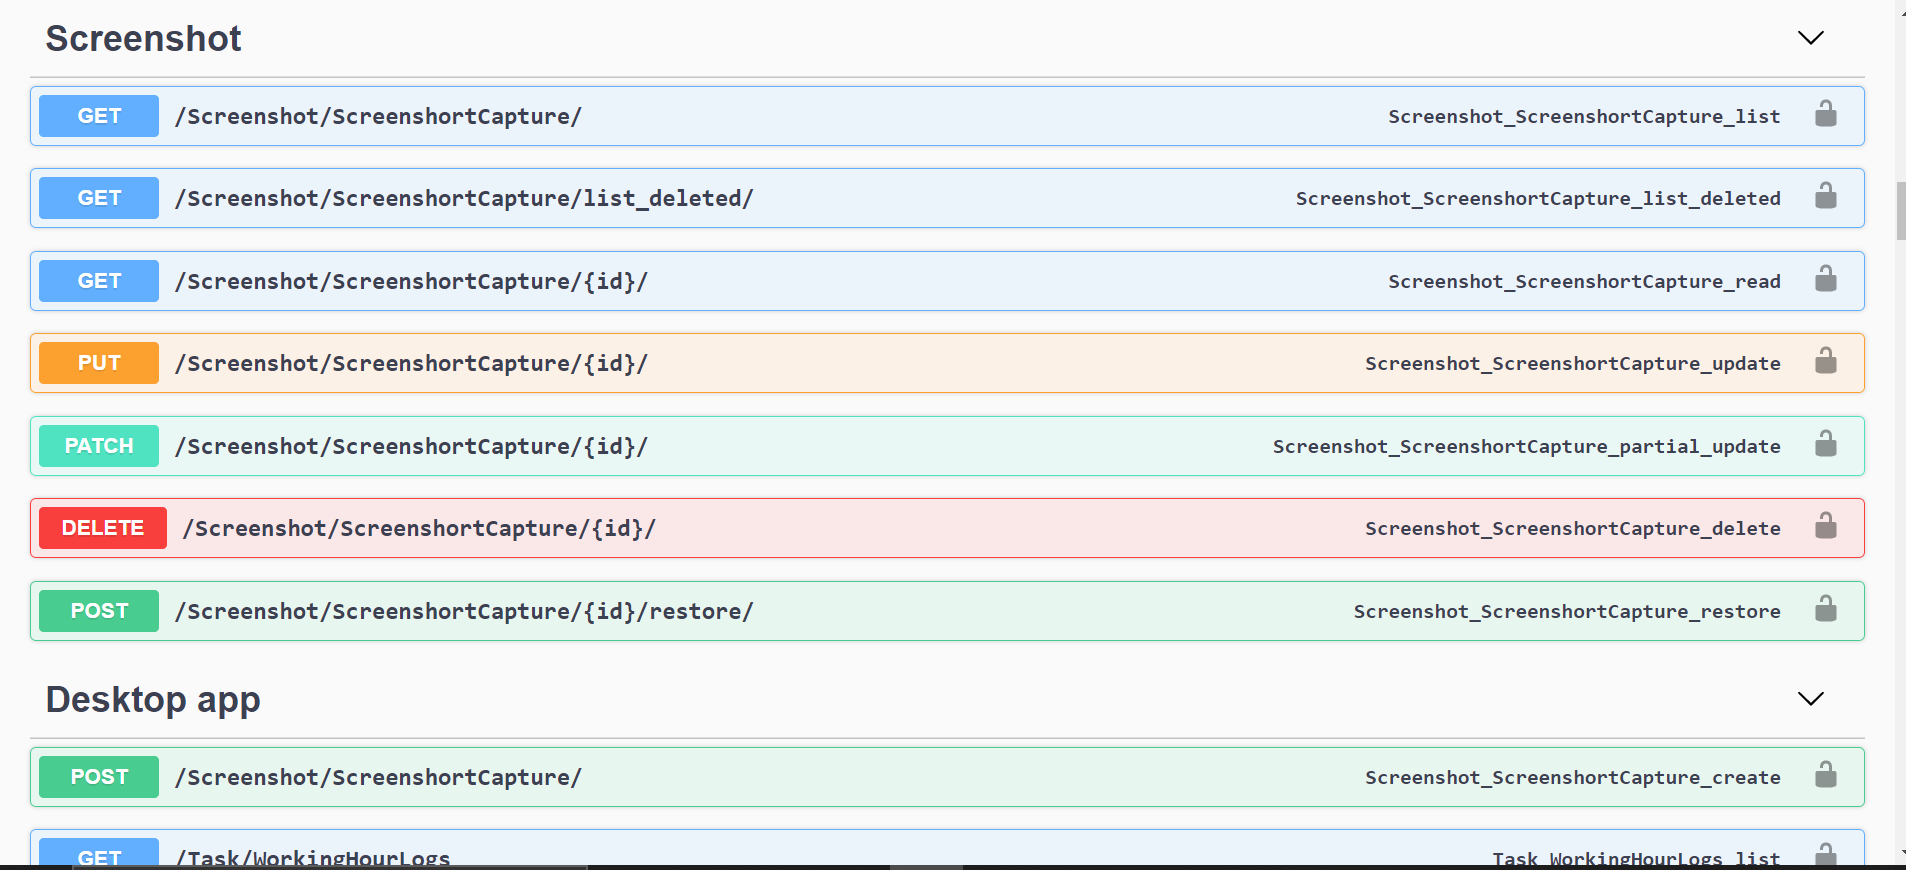 Screenshot
GET /Screenshot/ScreenshortCapture/ Screenshot_ScreenshortCapture_list
GET /Screenshot/ScreenshortCapture/list_deleted/ Screenshot_ScreenshortCapture_list_deleted
GET /Screenshot/ScreenshortCapture/{id}/ Screenshot_ScreenshortCapture_read
PUT /Screenshot/ScreenshortCapture/{id}/ Screenshot_ScreenshortCapture_update
PATCH /Screenshot/ScreenshortCapture/{id}/ Screenshot_ScreenshortCapture_partial_update
DELETE /Screenshot/ScreenshortCapture/{id}/ Screenshot_ScreenshortCapture_delete
POST /Screenshot/ScreenshortCapture/{id}/restore/ Screenshot_ScreenshortCapture_restore
Desktop app
POST /Screenshot/ScreenshortCapture/ Screenshot_ScreenshortCapture_create
GET /Task/WorkingHourLogs Task_WorkingHourLogs_list